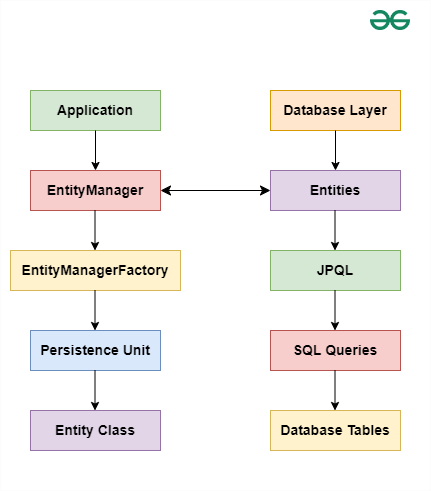 Application
Database Layer
EntityManager
Entities
EntityManagerFactory
JPQL
Persistence Unit
SQL Queries
Entity Class
Database Tables